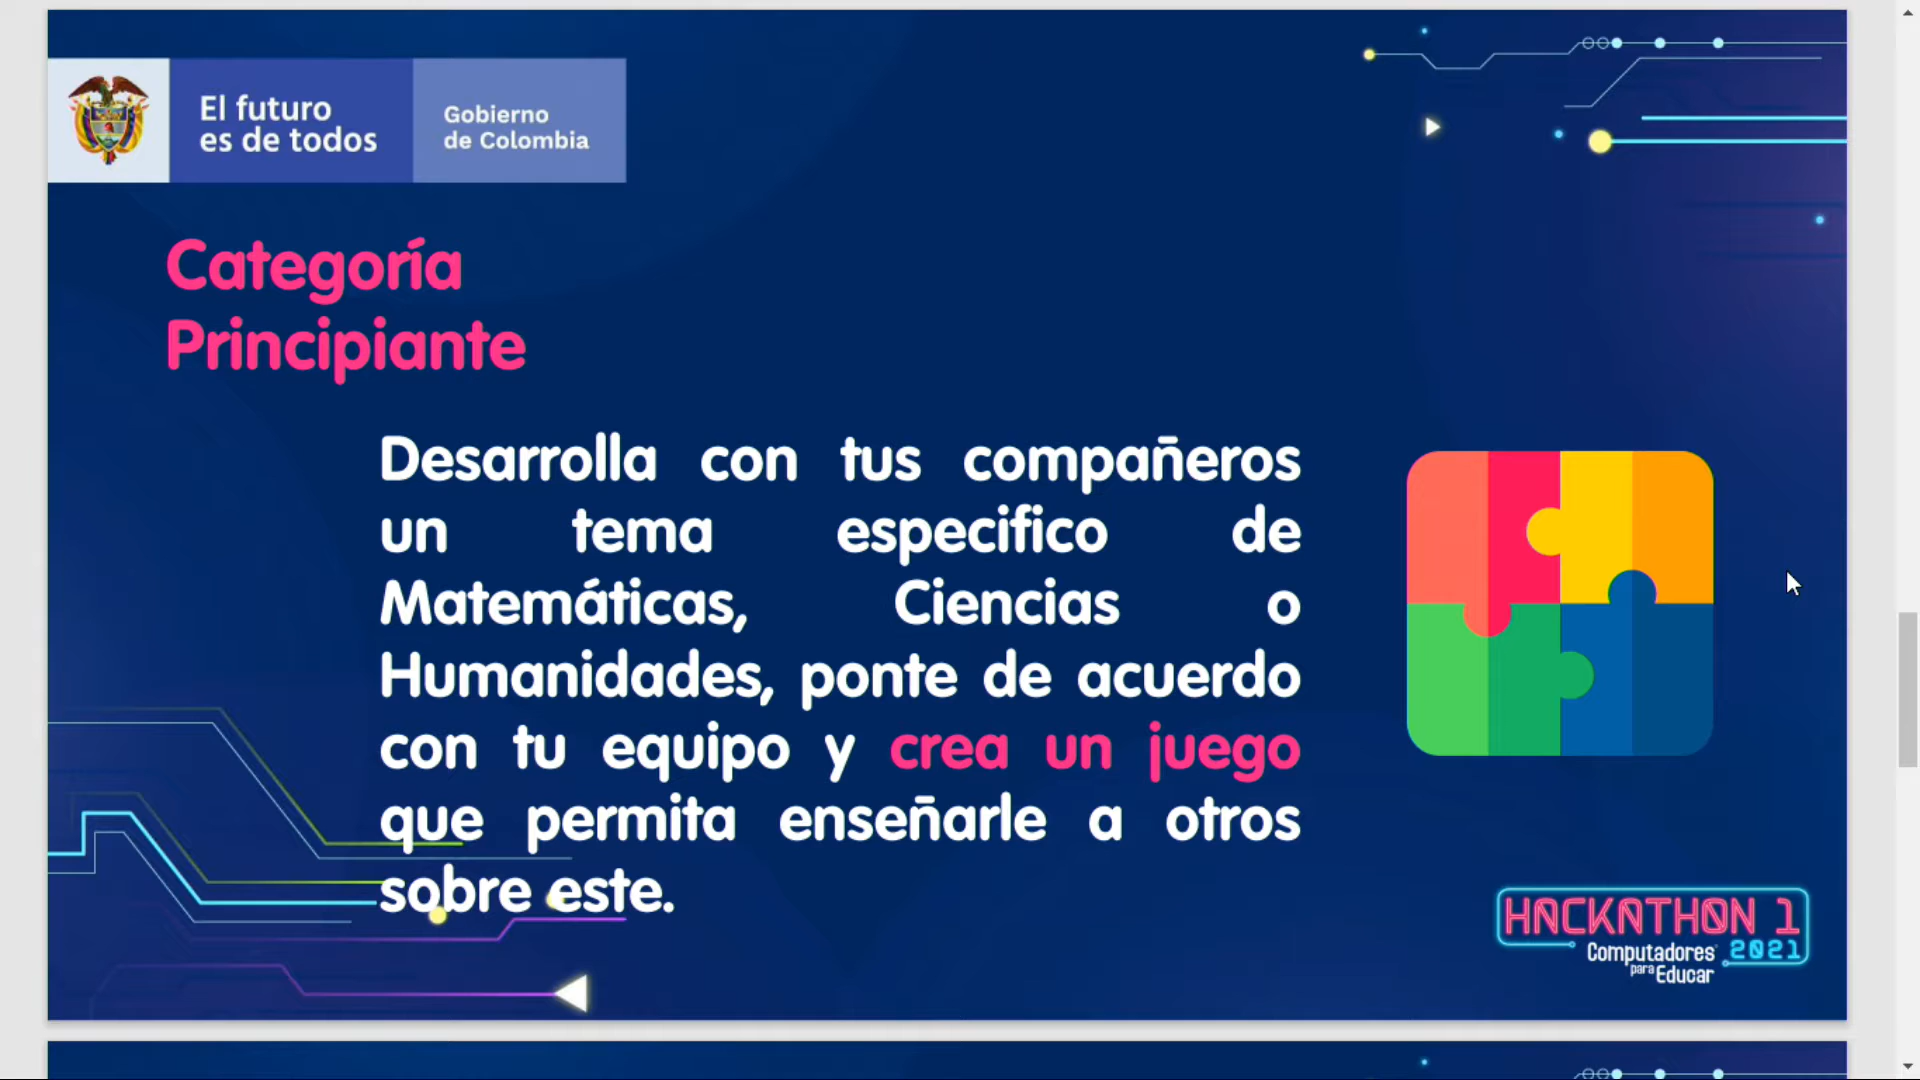 El futuro
es de todos
Gobierno
de Colombia
Categoría
Principiante
Desarrolla con tus compañeros
un tema especifico de
Matemáticas, Ciencias o
Humanidades, ponte de acuerdo
con tu equipo y crea un juego
que permita enseñarle a otros
sobre este.
HACKATHON 1
Computadores 2021
para Educar